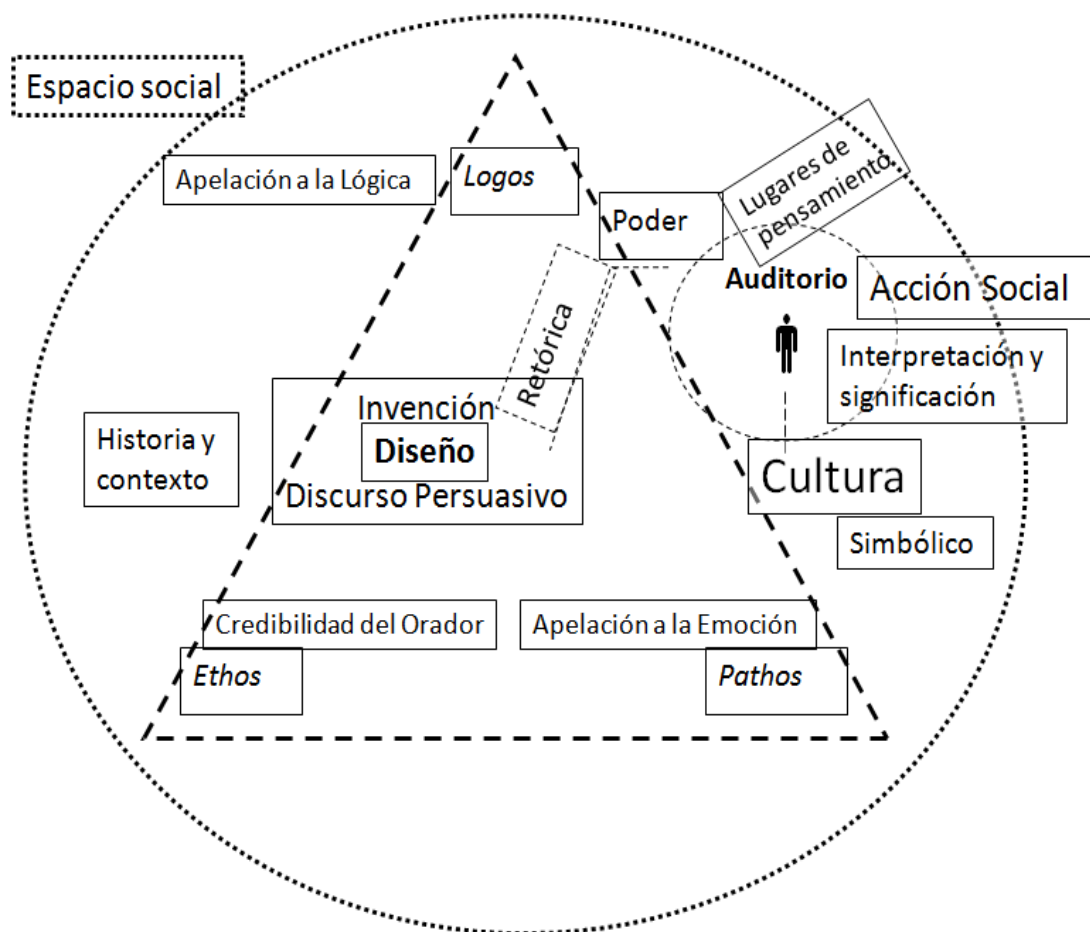 Espacio social
Apelación a la Lógica
Logos
Poder
Lugares de
pensamiento
Auditorio
Acción Social
Retórica
Interpretación y
significación
Invención
Diseño
Discurso Persuasivo
Historia y
contexto
Cultura
Simbólico
Credibilidad del Orador
Apelación a la Emoción
Ethos
Pathos